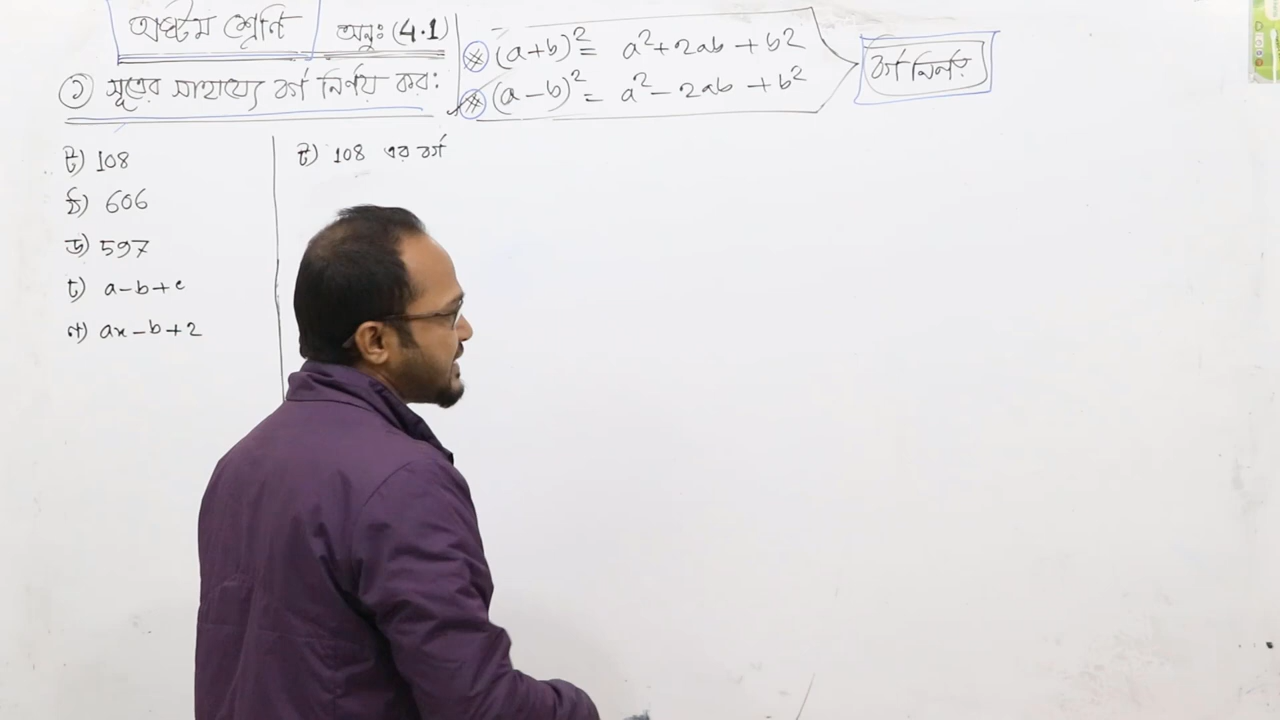 অষ্টম শ্রেণি অনুঃ (4.1)
১ সূত্রের সাহায্যে বর্গ নির্ণয় কর:
(a+b)² = a²+2ab+b²
(a-b)² = a²-2ab+b²
বর্গ নির্ণয়
ট) 108
ঠ) 606
ড) 597
ঢ) a-b+c
ণ) ax-b+2
ট) 108 এর বর্গ